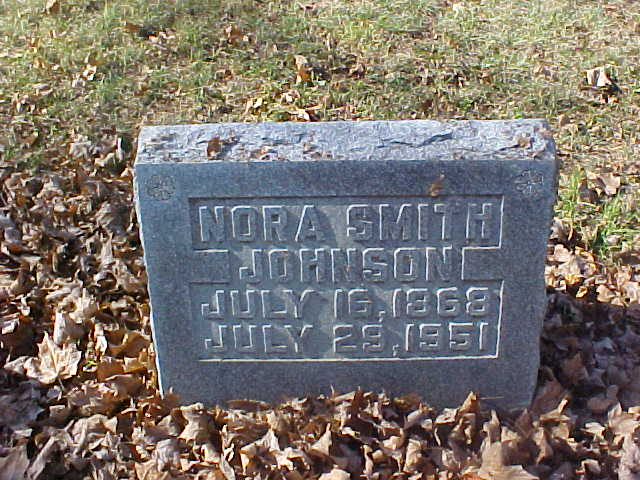 NORA SMITH
JOHNSON
JULY 16, 1868
JULY 29, 1951